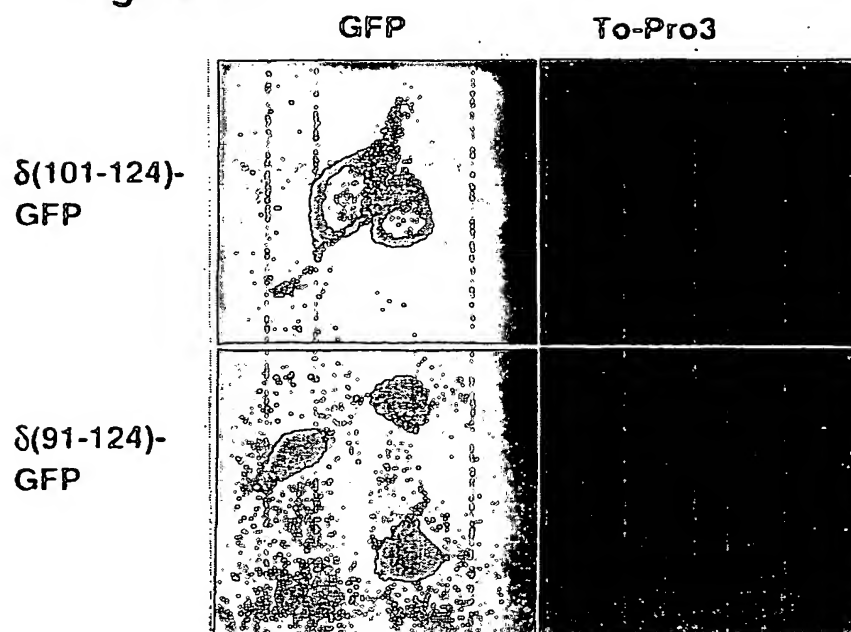 GFP To-Pro3
δ(101-124)-
GFP
δ(91-124)-
GFP